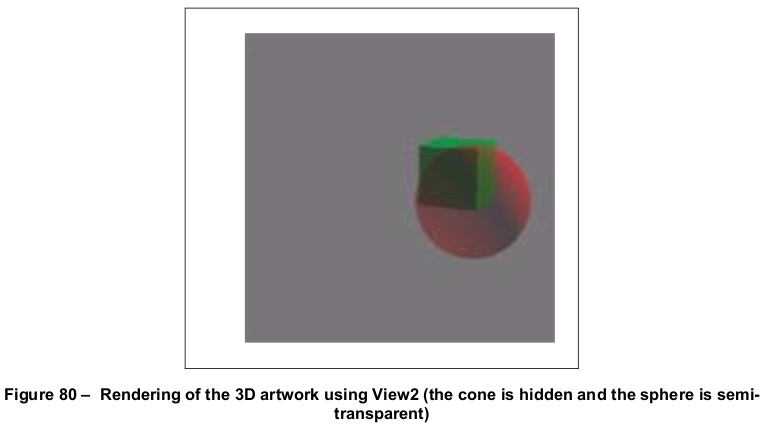 Figure 80 – Rendering of the 3D artwork using View2 (the cone is hidden and the sphere is semi-
transparent)